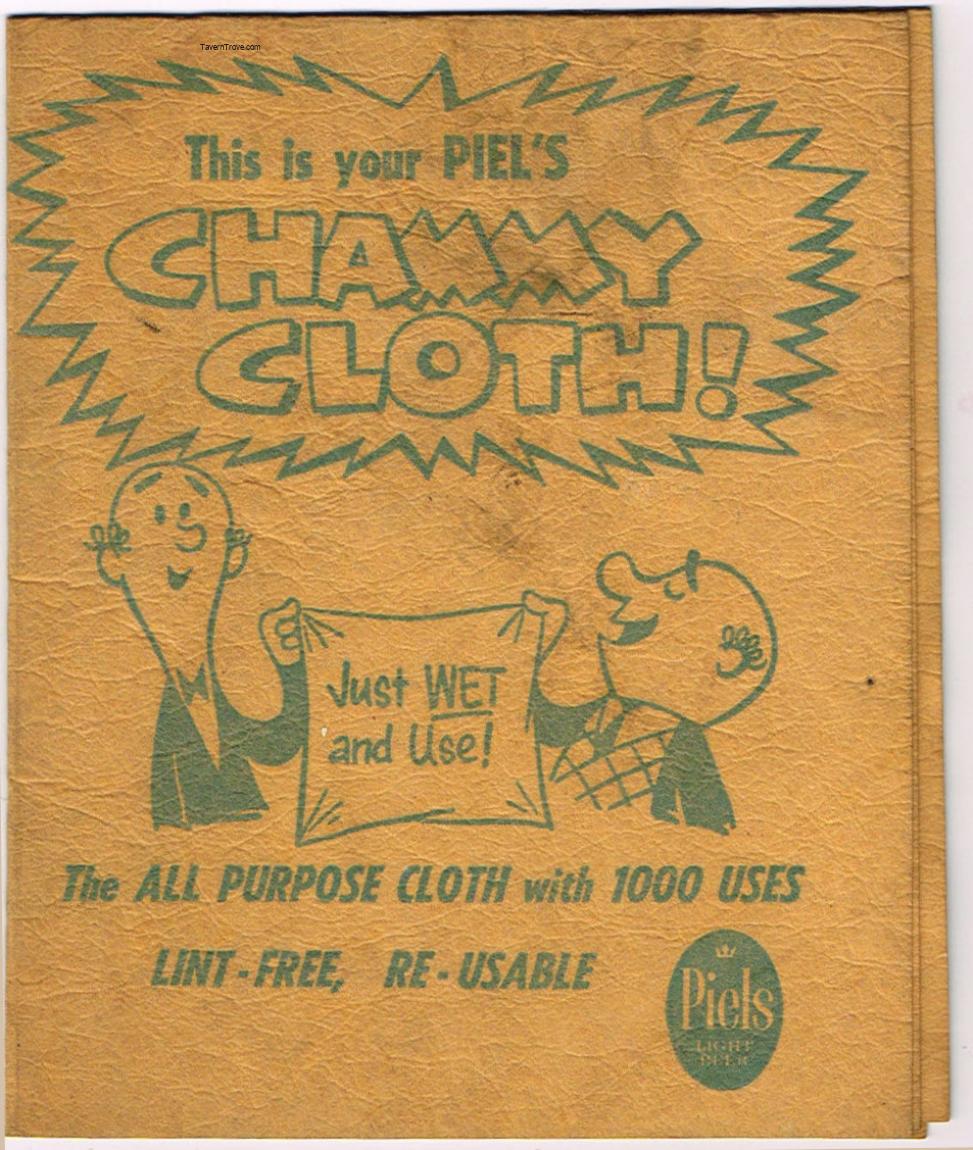 TavernTrove.com
This is your PIEL'S
CHAMMY
CLOTH!
Just WET
and Use!
The ALL PURPOSE CLOTH with 1000 USES
LINT-FREE, RE-USABLE
Piels
LIGHT
BEER